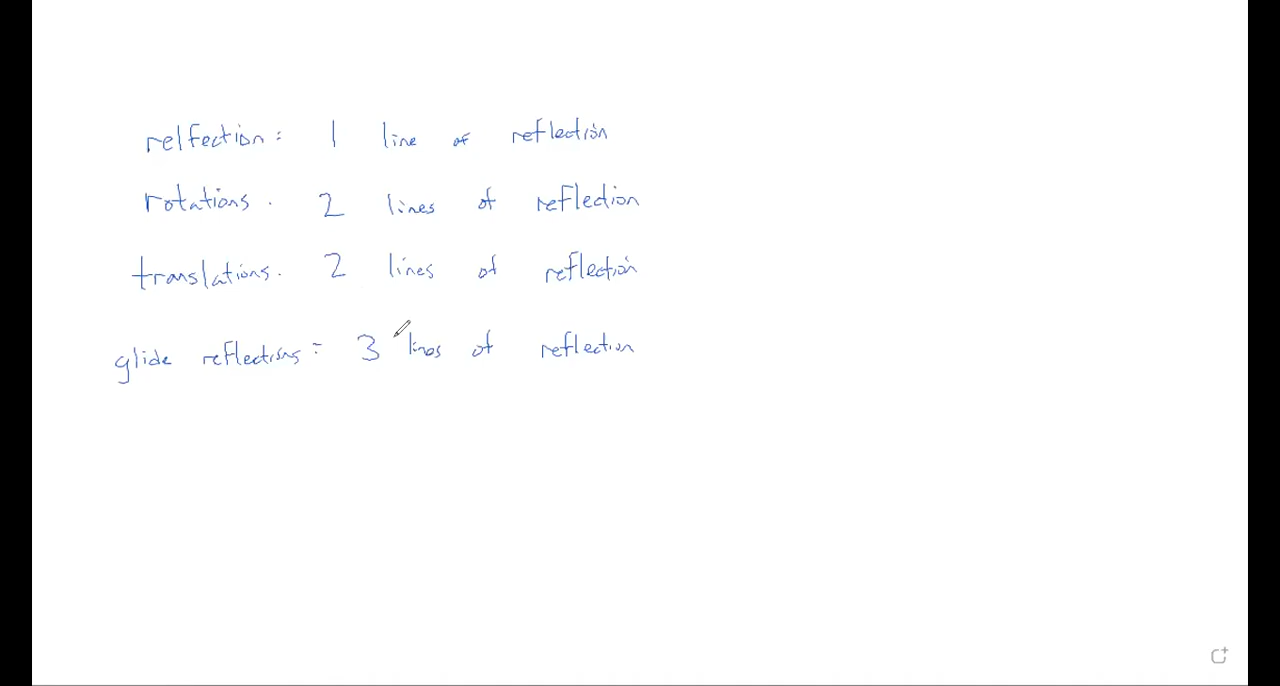 relfection: 1 line of reflection
rotations. 2 lines of reflection
translations. 2 lines of reflection
glide reflections = 3 lines of reflection